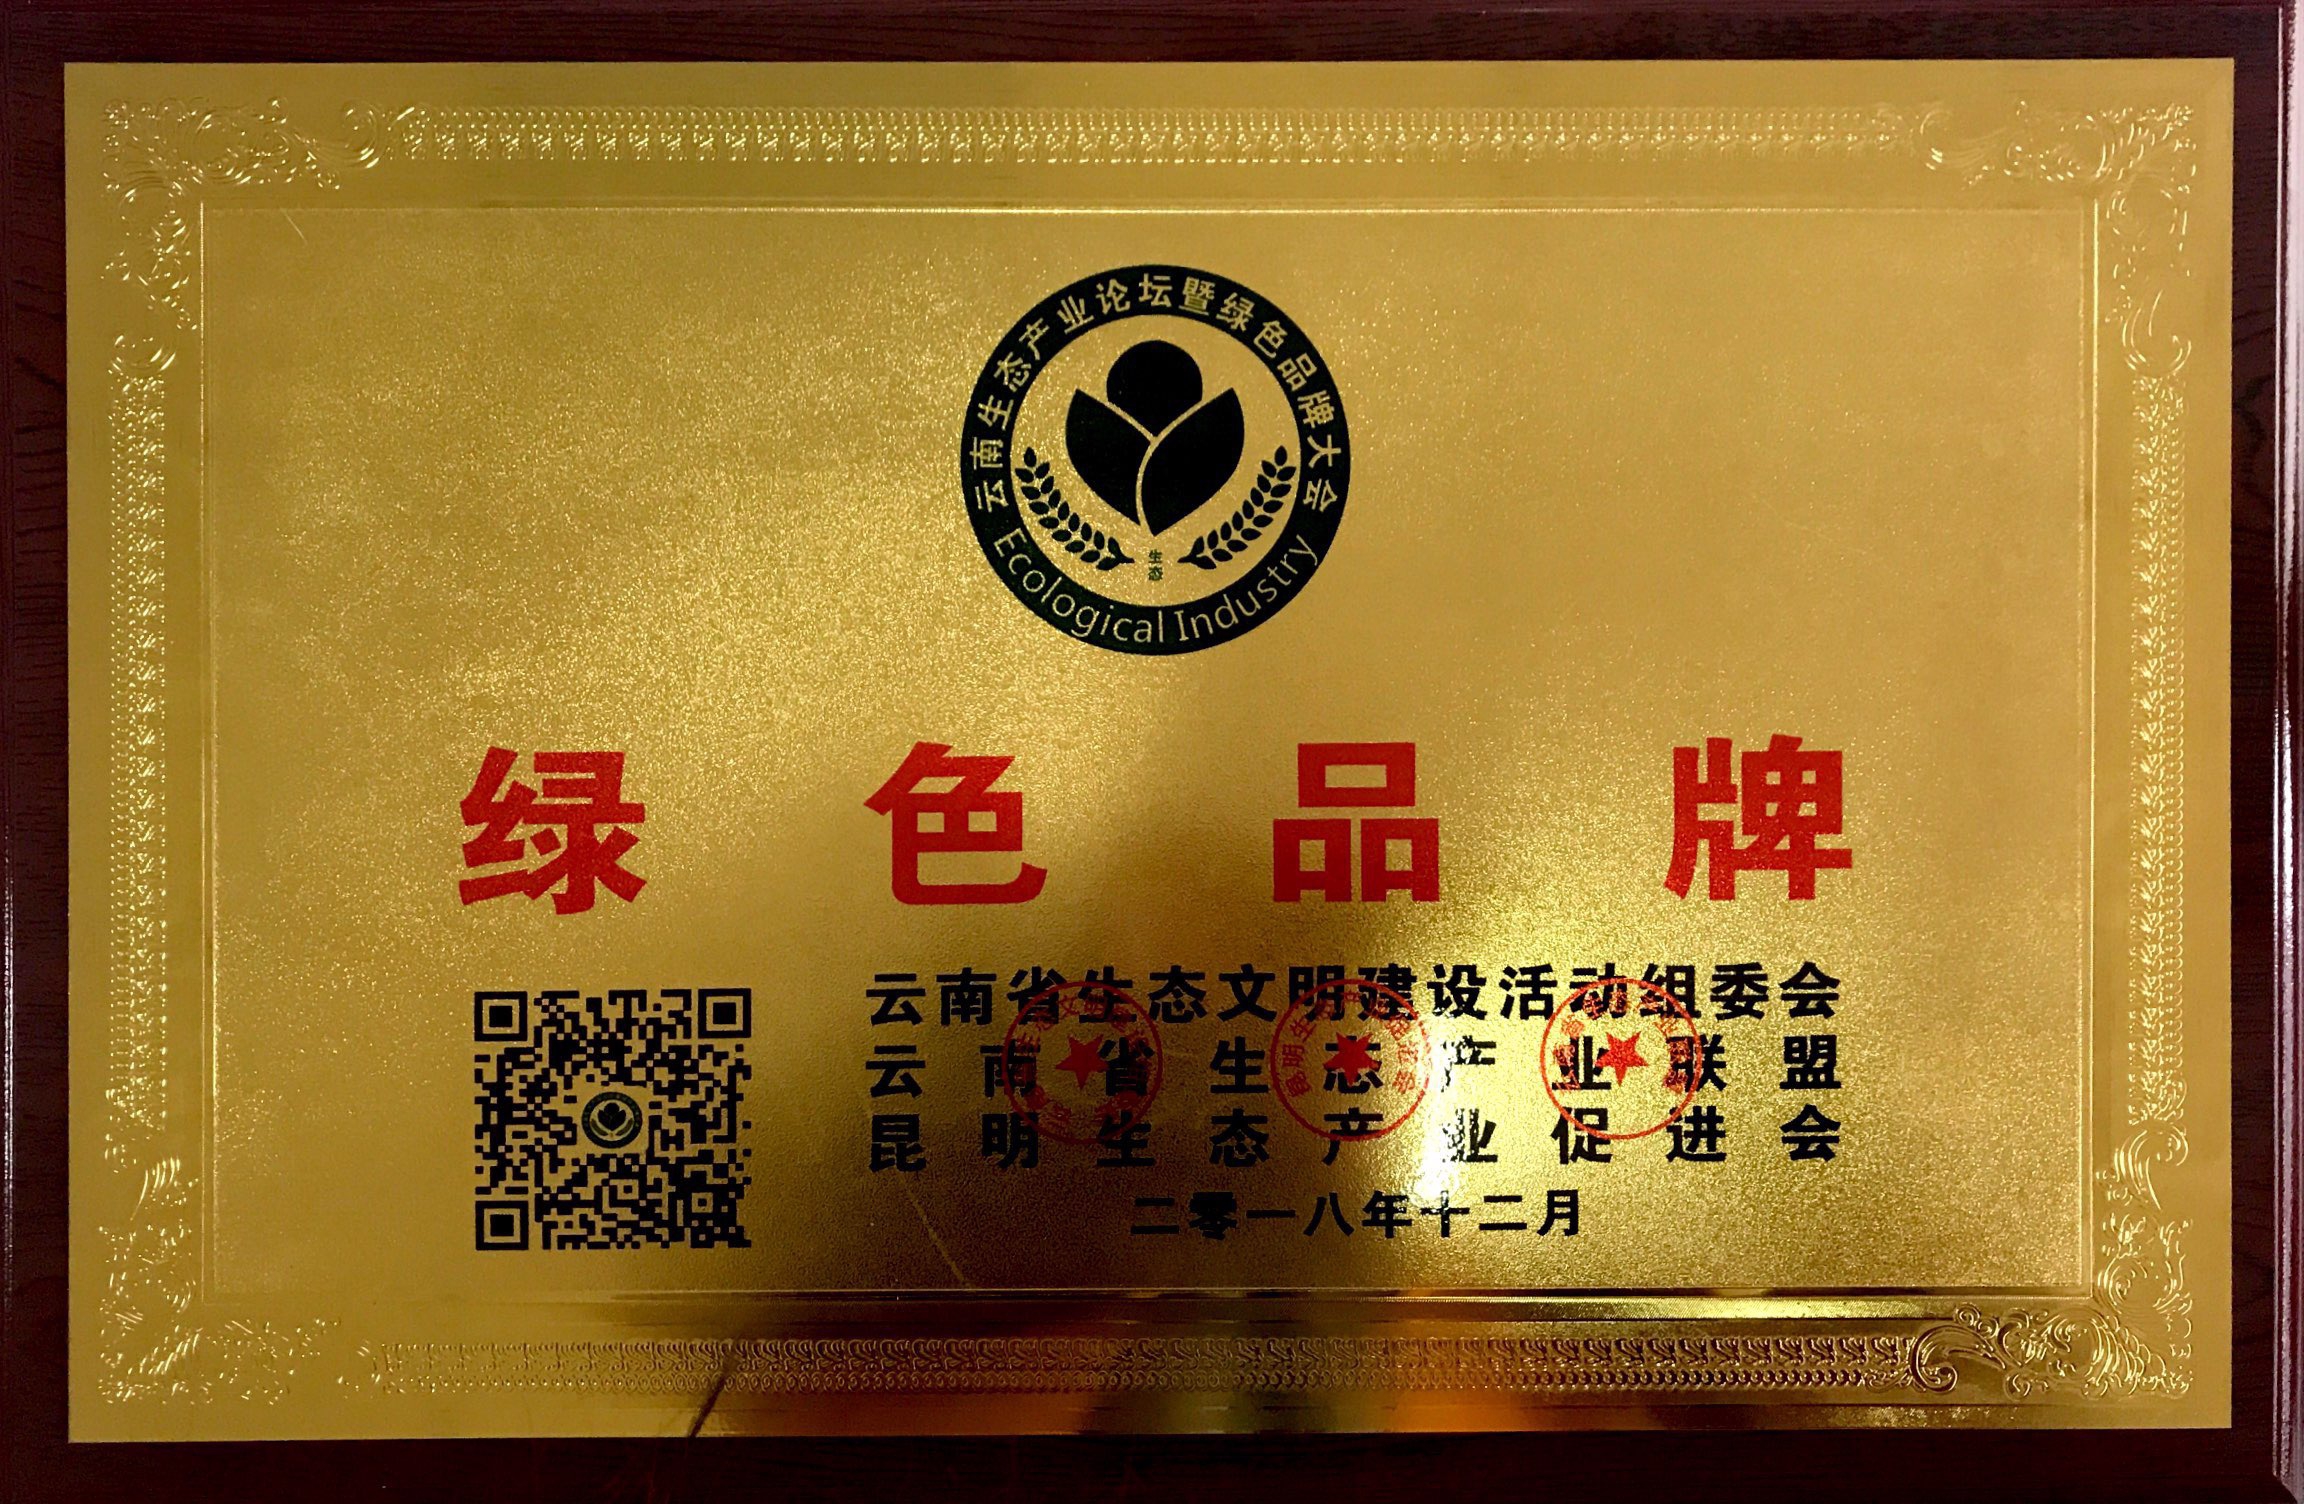 云南生态产业论坛暨绿色品牌大会
生态
Ecological Industry
绿色品牌
云南省生态文明建设活动组委会
云南省生态产业联盟
昆明生态产业促进会
二零一八年十二月